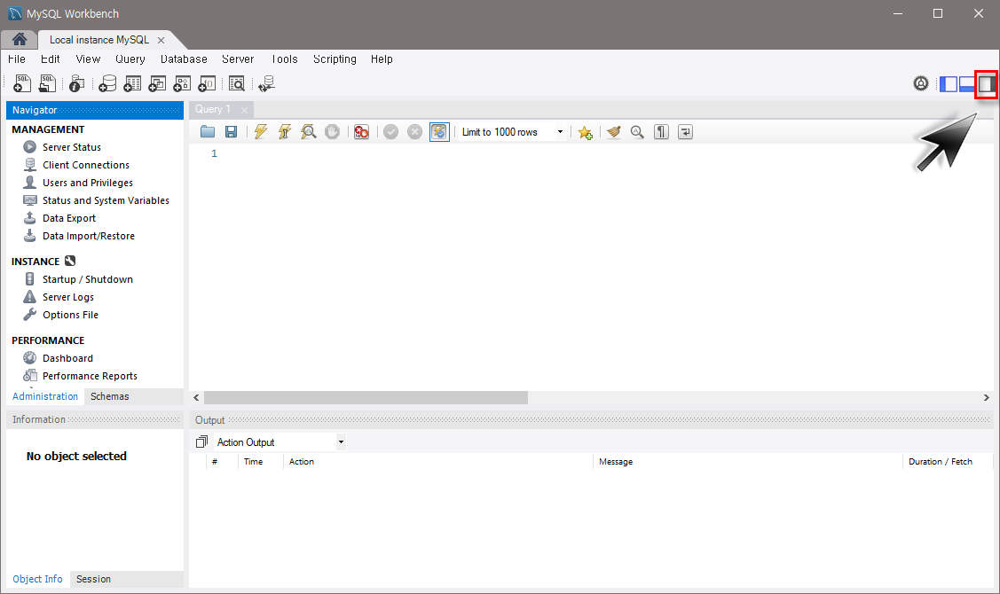 MySQL Workbench
Local instance MySQL
File Edit View Query Database Server Tools Scripting Help
SQL SQL
Navigator
Query 1
MANAGEMENT
Server Status
Client Connections
Users and Privileges
Status and System Variables
Data Export
Data Import/Restore
INSTANCE
Startup / Shutdown
Server Logs
Options File
PERFORMANCE
Dashboard
Performance Reports
Administration Schemas
Limit to 1000 rows
1
Information
No object selected
Object Info Session
Output
Action Output
# Time Action Message Duration / Fetch